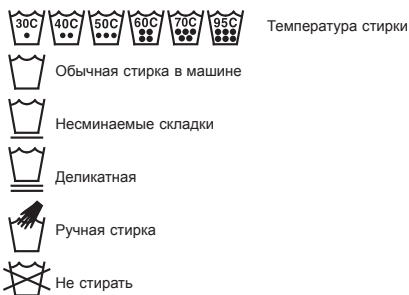 30C 40C 50C 60C 70C 95C Температура стирки
Обычная стирка в машине
Несминаемые складки
Деликатная
Ручная стирка
Не стирать